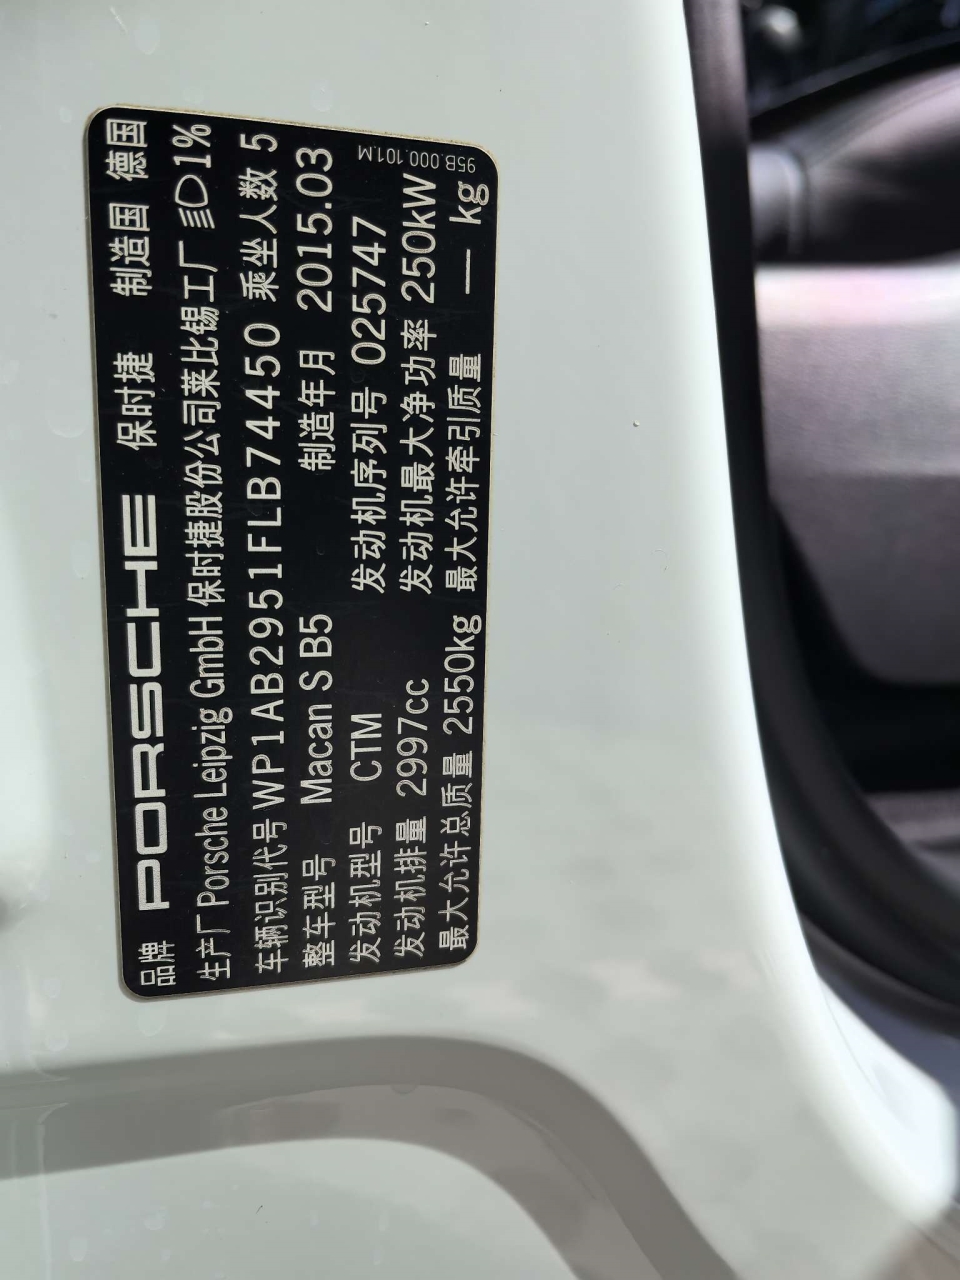 品牌 PORSCHE 保时捷 制造国 德国
生产厂 Porsche Leipzig GmbH 保时捷股份公司莱比锡工厂 1%
车辆识别代号 WP1AB2951FLB74450 乘坐人数 5
整车型号 Macan S B5 制造年月 2015.03
发动机型号 CTM 发动机序列号 025747
发动机排量 2997cc 发动机最大净功率 250kW
最大允许总质量 2550kg 最大允许牵引质量 — kg
95B.000.101.M